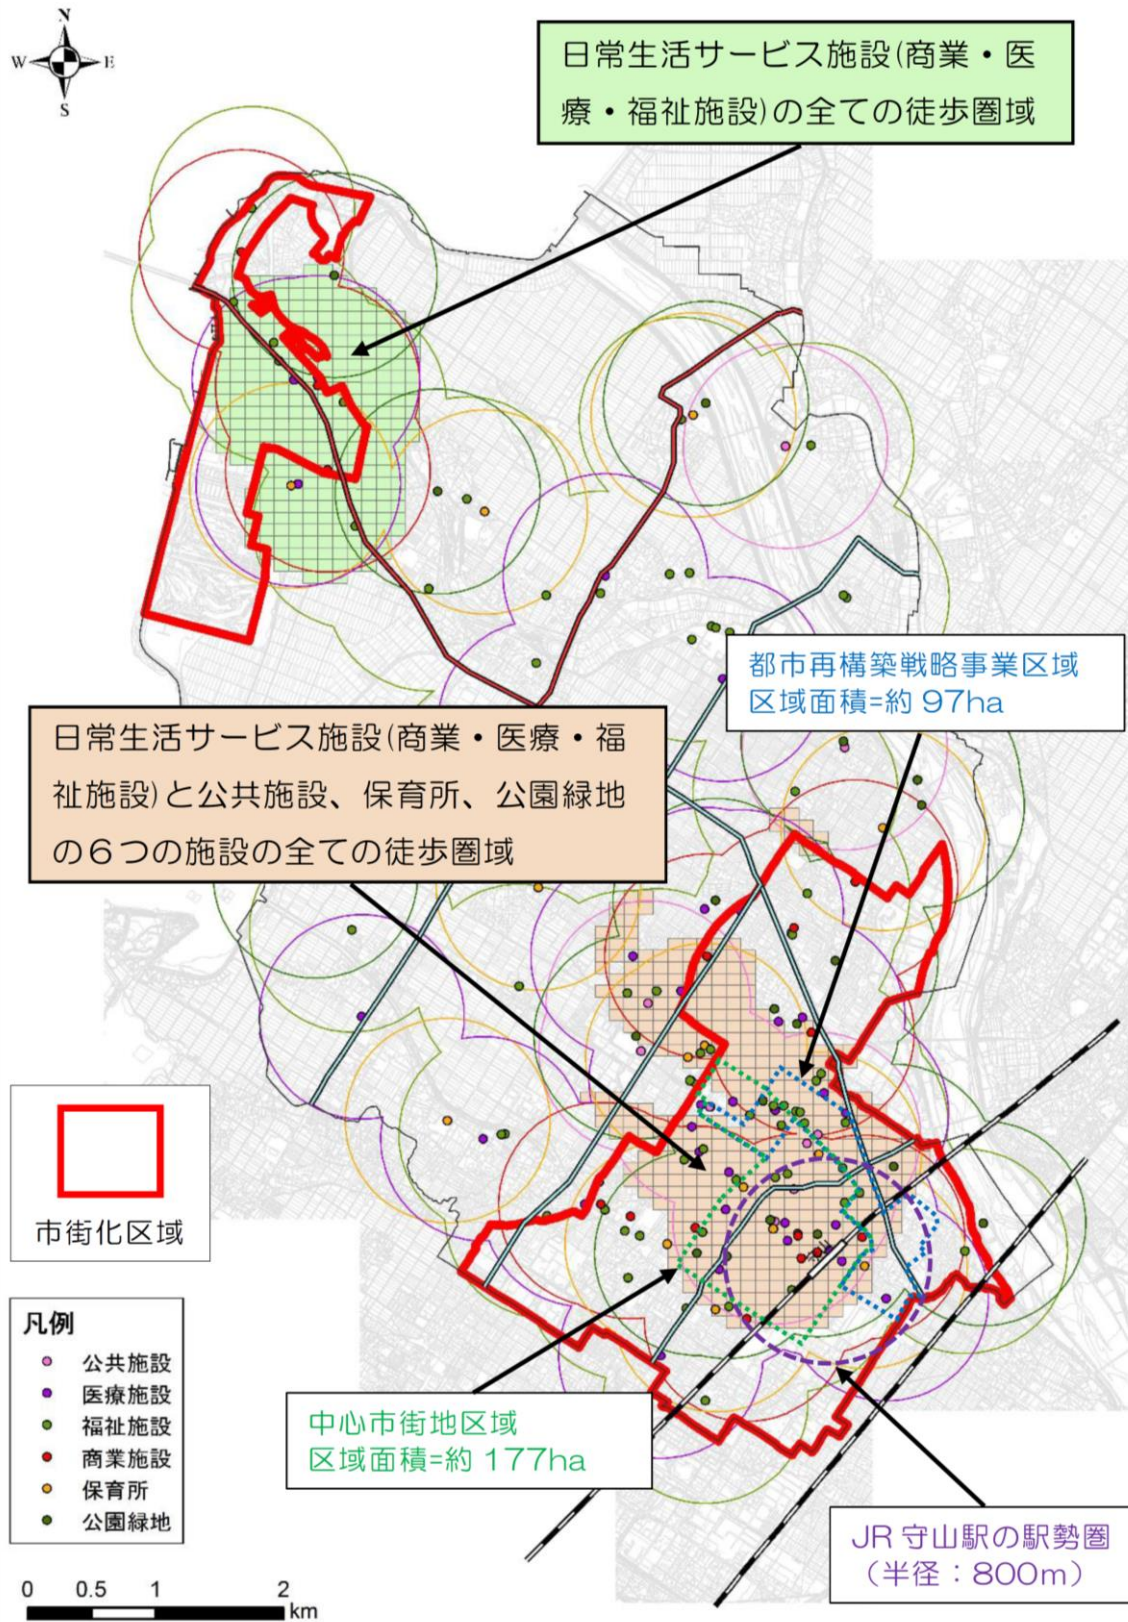 N
W
E
S
日常生活サービス施設(商業・医
療・福祉施設)の全ての徒歩圏域
都市再構築戦略事業区域
区域面積=約 97ha
日常生活サービス施設(商業・医療・福
祉施設)と公共施設、保育所、公園緑地
の６つの施設の全ての徒歩圏域
市街化区域
凡例
公共施設
医療施設
福祉施設
商業施設
保育所
公園緑地
中心市街地区域
区域面積=約 177ha
JR 守山駅の駅勢圏
（半径：800m）
0 0.5 1 2
km